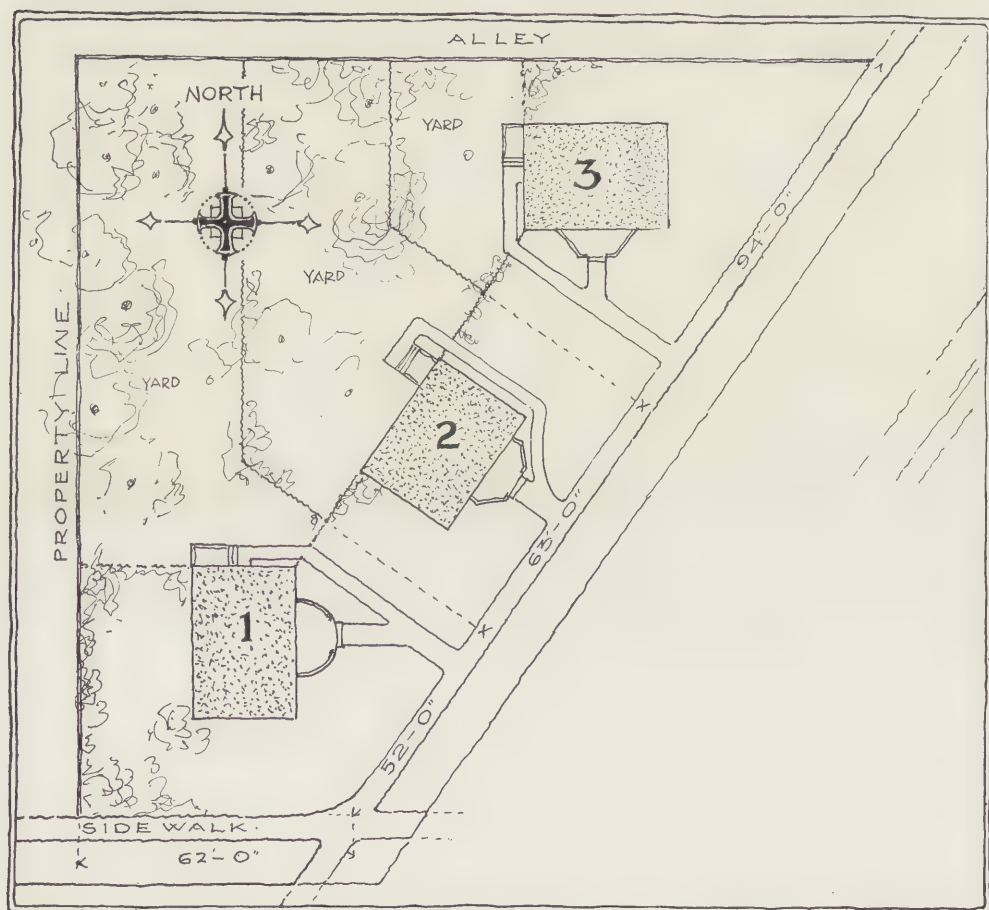 ALLEY
NORTH
YARD
3
94'-0"
YARD
PROPERTY LINE.
YARD
2
63'-0"
1
52'-0"
SIDE WALK.
62'-0"